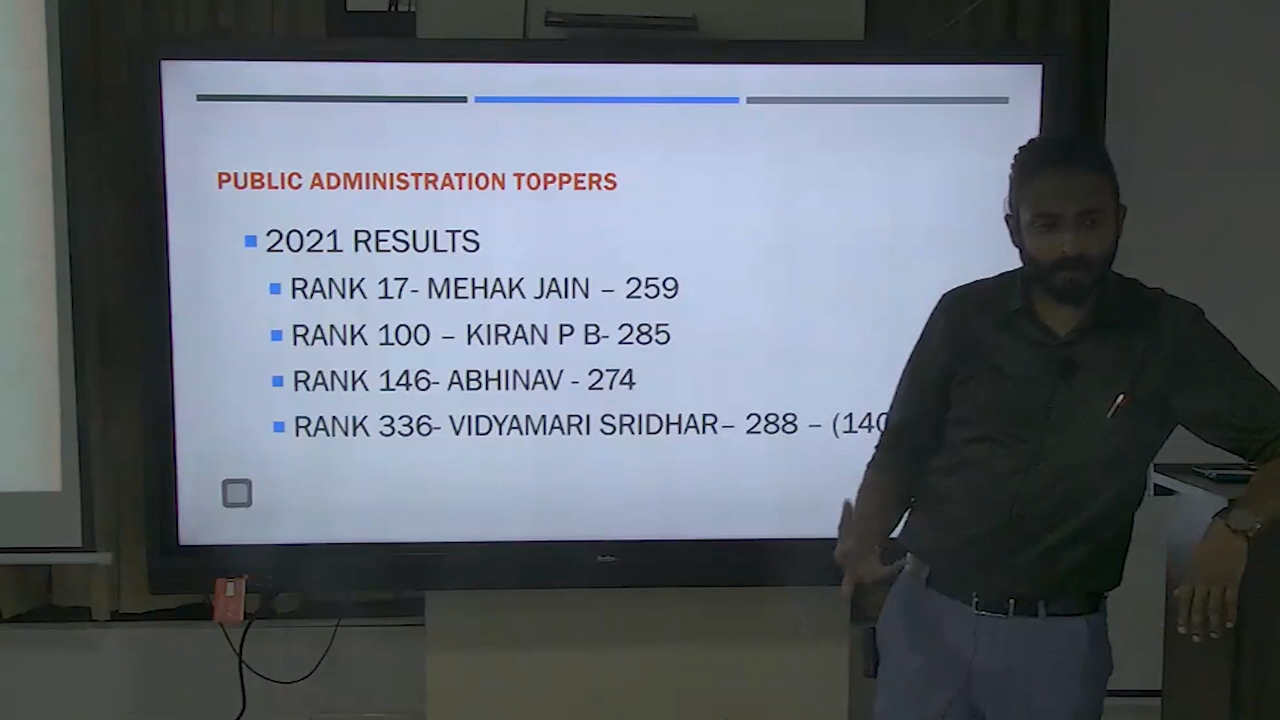 PUBLIC ADMINISTRATION TOPPERS
2021 RESULTS
RANK 17- MEHAK JAIN – 259
RANK 100 – KIRAN P B- 285
RANK 146- ABHINAV - 274
RANK 336- VIDYAMARI SRIDHAR– 288 – (140